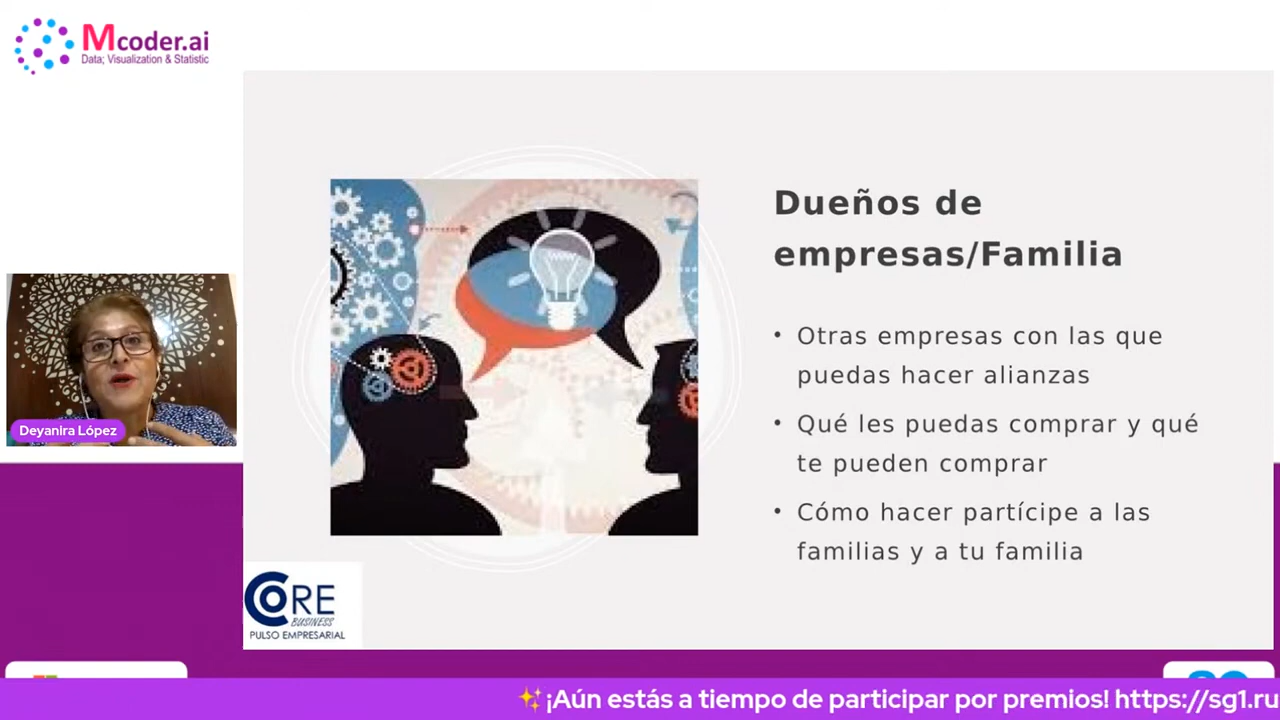 Mcoder.ai
Data; Visualization & Statistic
Dueños de
empresas/Familia
• Otras empresas con las que
puedas hacer alianzas
• Qué les puedas comprar y qué
te pueden comprar
• Cómo hacer partícipe a las
familias y a tu familia
Deyanira López
CORE
BUSINESS
PULSO EMPRESARIAL
✨¡Aún estás a tiempo de participar por premios! https://sg1.ru